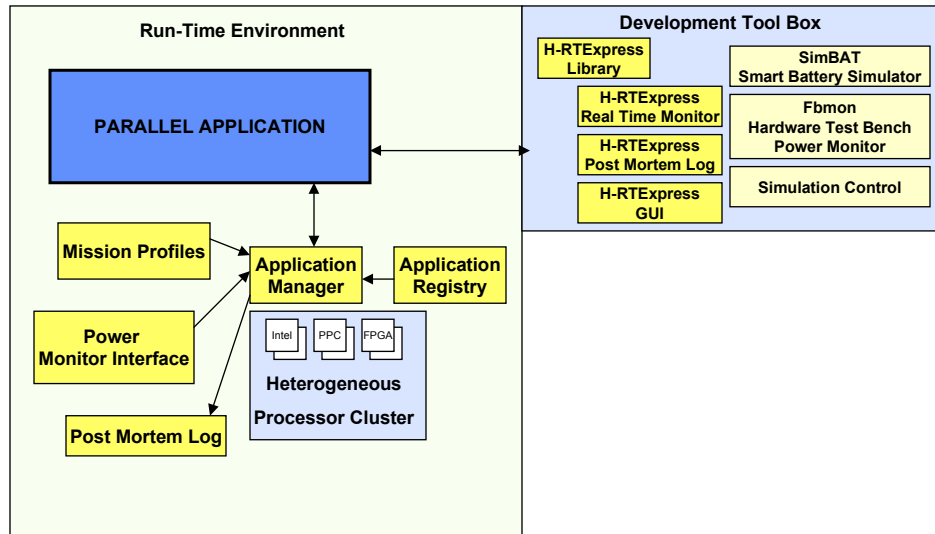 Run-Time Environment
PARALLEL APPLICATION
Mission Profiles
Application
Manager
Application
Registry
Power
Monitor Interface
Intel
PPC
FPGA
Heterogeneous
Processor Cluster
Post Mortem Log
Development Tool Box
H-RTExpress
Library
H-RTExpress
Real Time Monitor
H-RTExpress
Post Mortem Log
H-RTExpress
GUI
SimBAT
Smart Battery Simulator
Fbmon
Hardware Test Bench
Power Monitor
Simulation Control